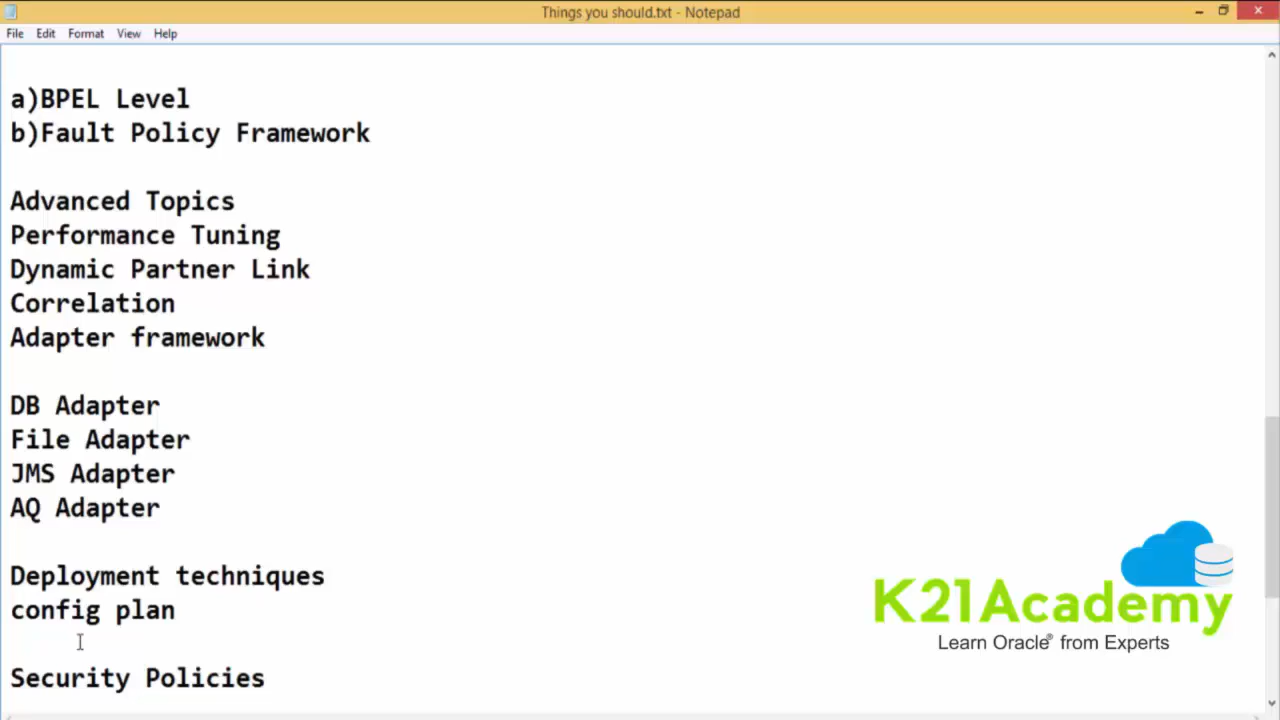 Things you should.txt - Notepad
File Edit Format View Help
a)BPEL Level
b)Fault Policy Framework
Advanced Topics
Performance Tuning
Dynamic Partner Link
Correlation
Adapter framework
DB Adapter
File Adapter
JMS Adapter
AQ Adapter
Deployment techniques
config plan
Security Policies
K21Academy
Learn Oracle® from Experts